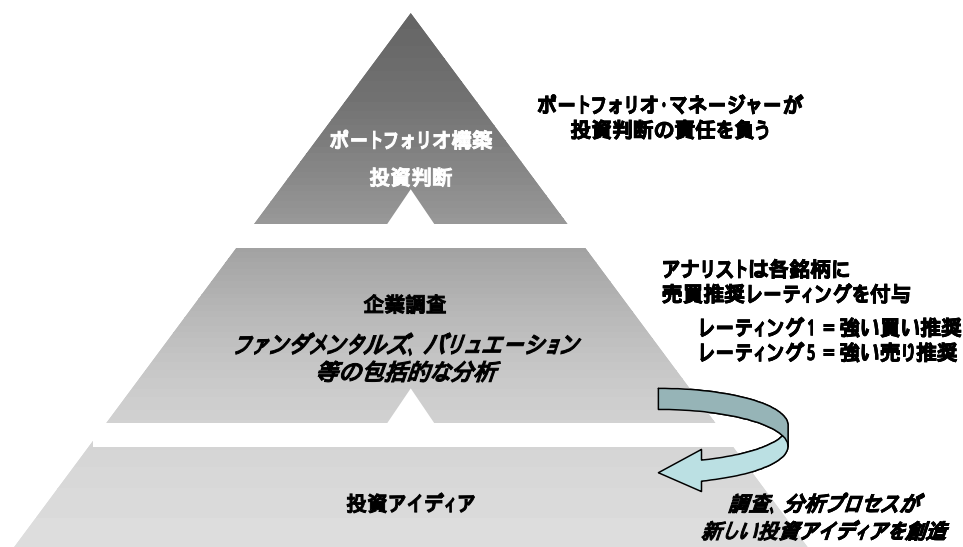 ポートフォリオ・マネージャーが
投資判断の責任を負う
ポートフォリオ構築
投資判断
アナリストは各銘柄に
売買推奨レーティングを付与
レーティング1 = 強い買い推奨
レーティング5 = 強い売り推奨
企業調査
ファンダメンタルズ、バリュエーション
等の包括的な分析
投資アイディア
調査、分析プロセスが
新しい投資アイディアを創造